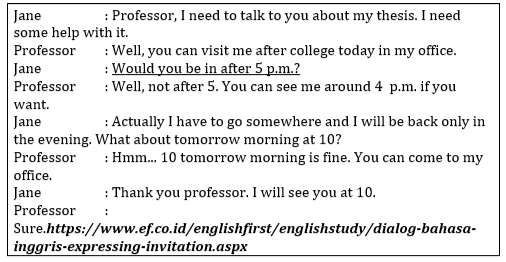 Jane : Professor, I need to talk to you about my thesis. I need
some help with it.
Professor : Well, you can visit me after college today in my office.
Jane : Would you be in after 5 p.m.?
Professor : Well, not after 5. You can see me around 4 p.m. if you
want.
Jane : Actually I have to go somewhere and I will be back only in
the evening. What about tomorrow morning at 10?
Professor : Hmm... 10 tomorrow morning is fine. You can come to my
office.
Jane : Thank you professor. I will see you at 10.
Professor :
Sure.https://www.ef.co.id/englishfirst/englishstudy/dialog-bahasa-
inggris-expressing-invitation.aspx